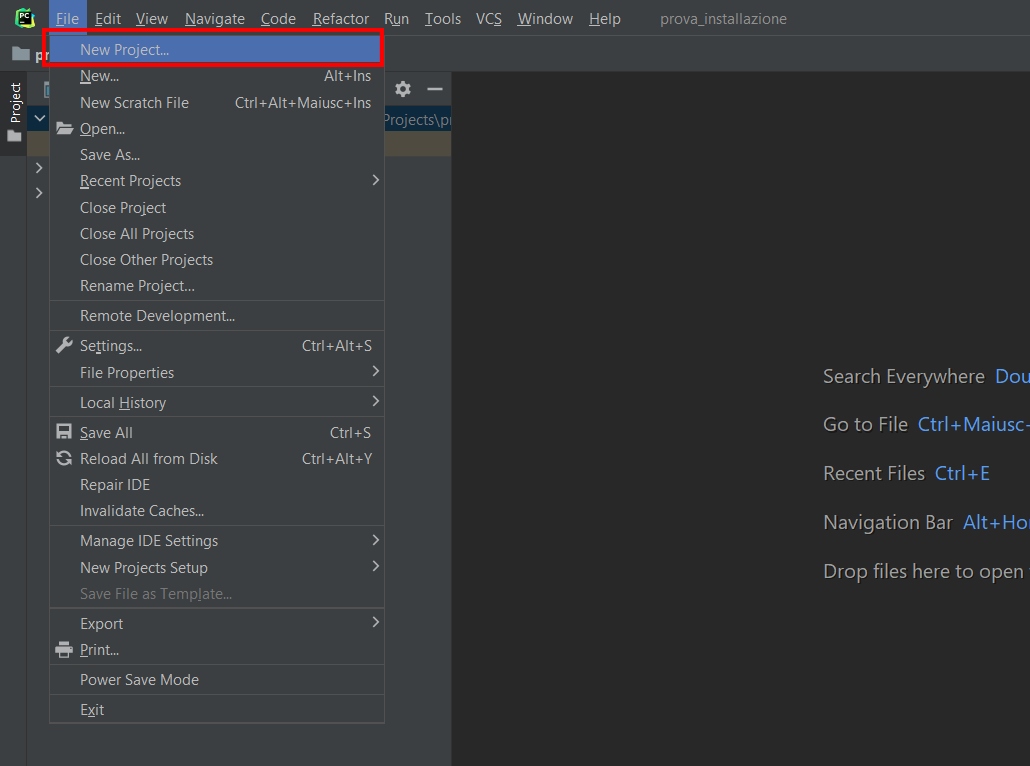 PC
File Edit View Navigate Code Refactor Run Tools VCS Window Help prova_installazione
pr
New Project...
New... Alt+Ins
New Scratch File Ctrl+Alt+Maiusc+Ins
Open...
Save As...
Recent Projects
Close Project
Close All Projects
Close Other Projects
Rename Project...
Remote Development...
Settings... Ctrl+Alt+S
File Properties
Local History
Save All Ctrl+S
Reload All from Disk Ctrl+Alt+Y
Repair IDE
Invalidate Caches...
Manage IDE Settings
New Projects Setup
Save File as Template...
Export
Print...
Power Save Mode
Exit
Project
Projects\pr
Search Everywhere Dou
Go to File Ctrl+Maiusc+
Recent Files Ctrl+E
Navigation Bar Alt+Ho
Drop files here to open